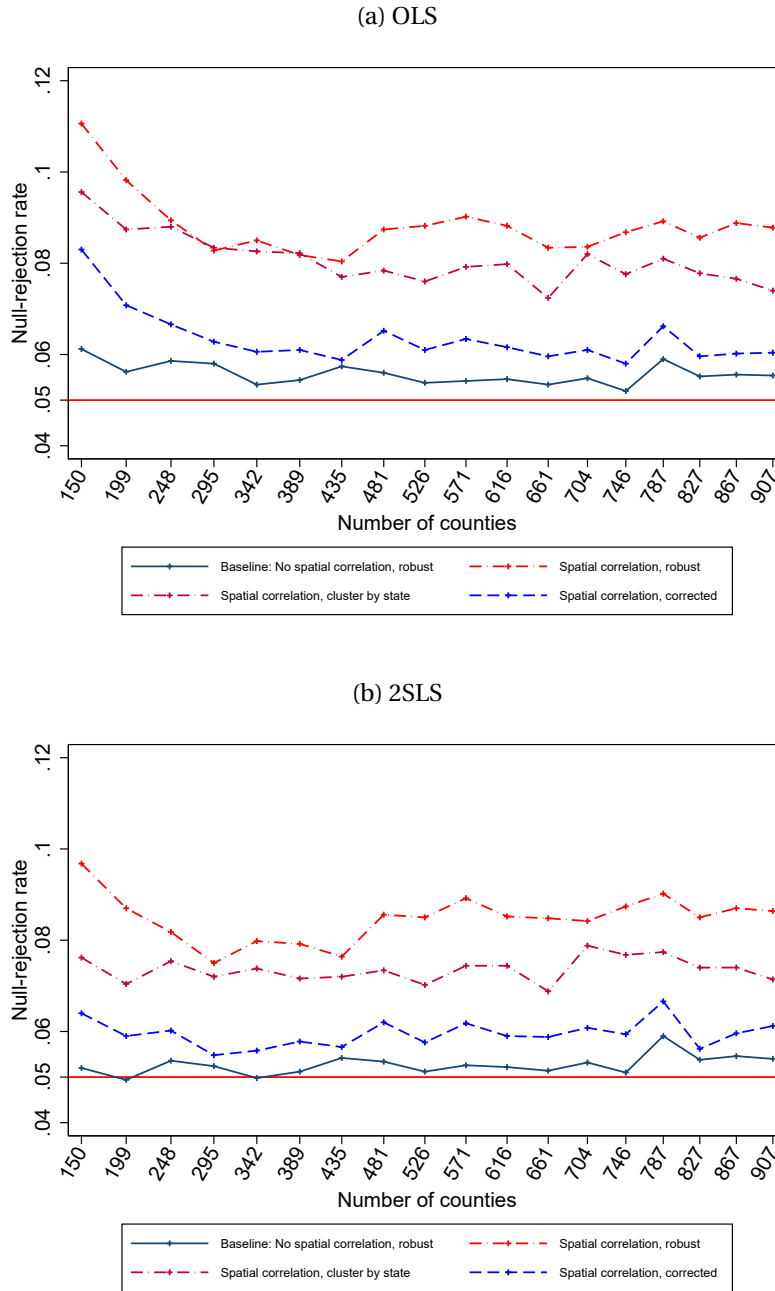 (a) OLS
.12
.1
.08
.06
.05
.04
Null-rejection rate
150 199 248 295 342 389 435 481 526 571 616 661 704 746 787 827 867 907
Number of counties
Baseline: No spatial correlation, robust
Spatial correlation, robust
Spatial correlation, cluster by state
Spatial correlation, corrected
(b) 2SLS
.12
.1
.08
.06
.05
.04
Null-rejection rate
150 199 248 295 342 389 435 481 526 571 616 661 704 746 787 827 867 907
Number of counties
Baseline: No spatial correlation, robust
Spatial correlation, robust
Spatial correlation, cluster by state
Spatial correlation, corrected